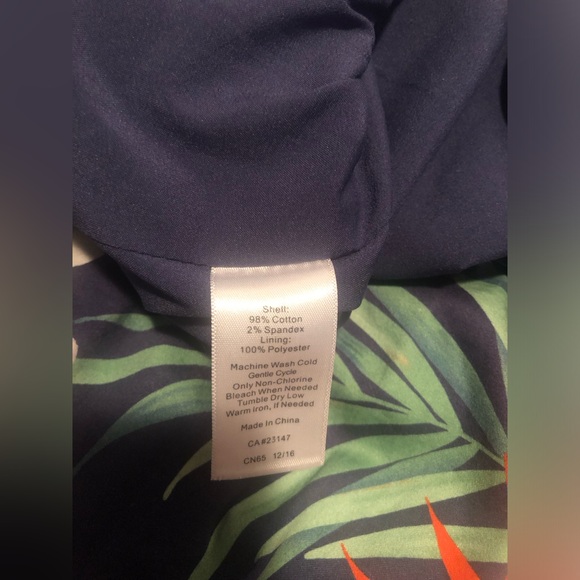 Shell:
98% Cotton
2% Spandex
Lining:
100% Polyester
Machine Wash Cold
Gentle Cycle
Only Non-Chlorine
Bleach When Needed
Tumble Dry Low
Warm iron, if Needed
Made In China
CA#23147
CN65 12/16